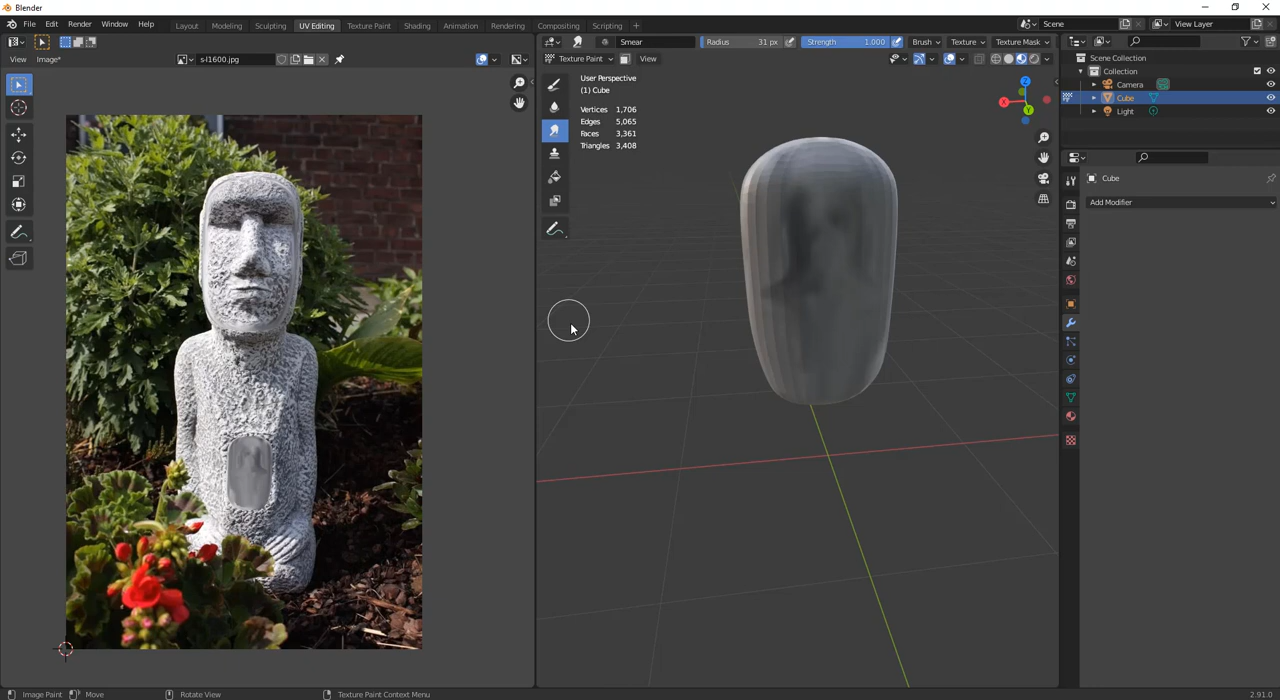 Blender
File Edit Render Window Help Layout Modeling Sculpting UV Editing Texture Paint Shading Animation Rendering Compositing Scripting + Scene View Layer
Smear Radius 31 px Strength 1.000 Brush Texture Texture Mask
View Image* s-l1600.jpg Texture Paint View
User Perspective
(1) Cube
Vertices 1,706
Edges 5,065
Faces 3,361
Triangles 3,408
X
Y
Z
Scene Collection
Collection
Camera
Cube
Light
Cube
Add Modifier
Image Paint Move Rotate View Texture Paint Context Menu 2.91.0